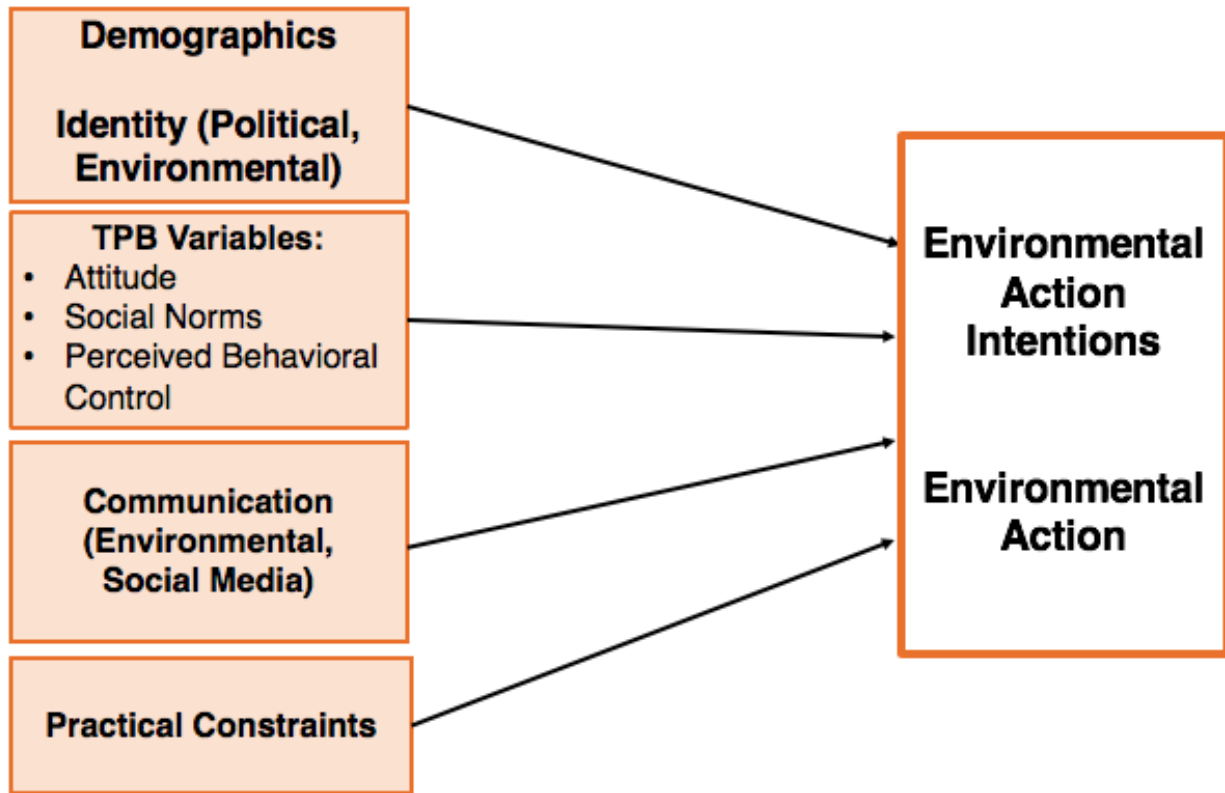 Demographics
Identity (Political,
Environmental)
TPB Variables:
• Attitude
• Social Norms
• Perceived Behavioral
Control
Communication
(Environmental,
Social Media)
Practical Constraints
Environmental
Action
Intentions
Environmental
Action